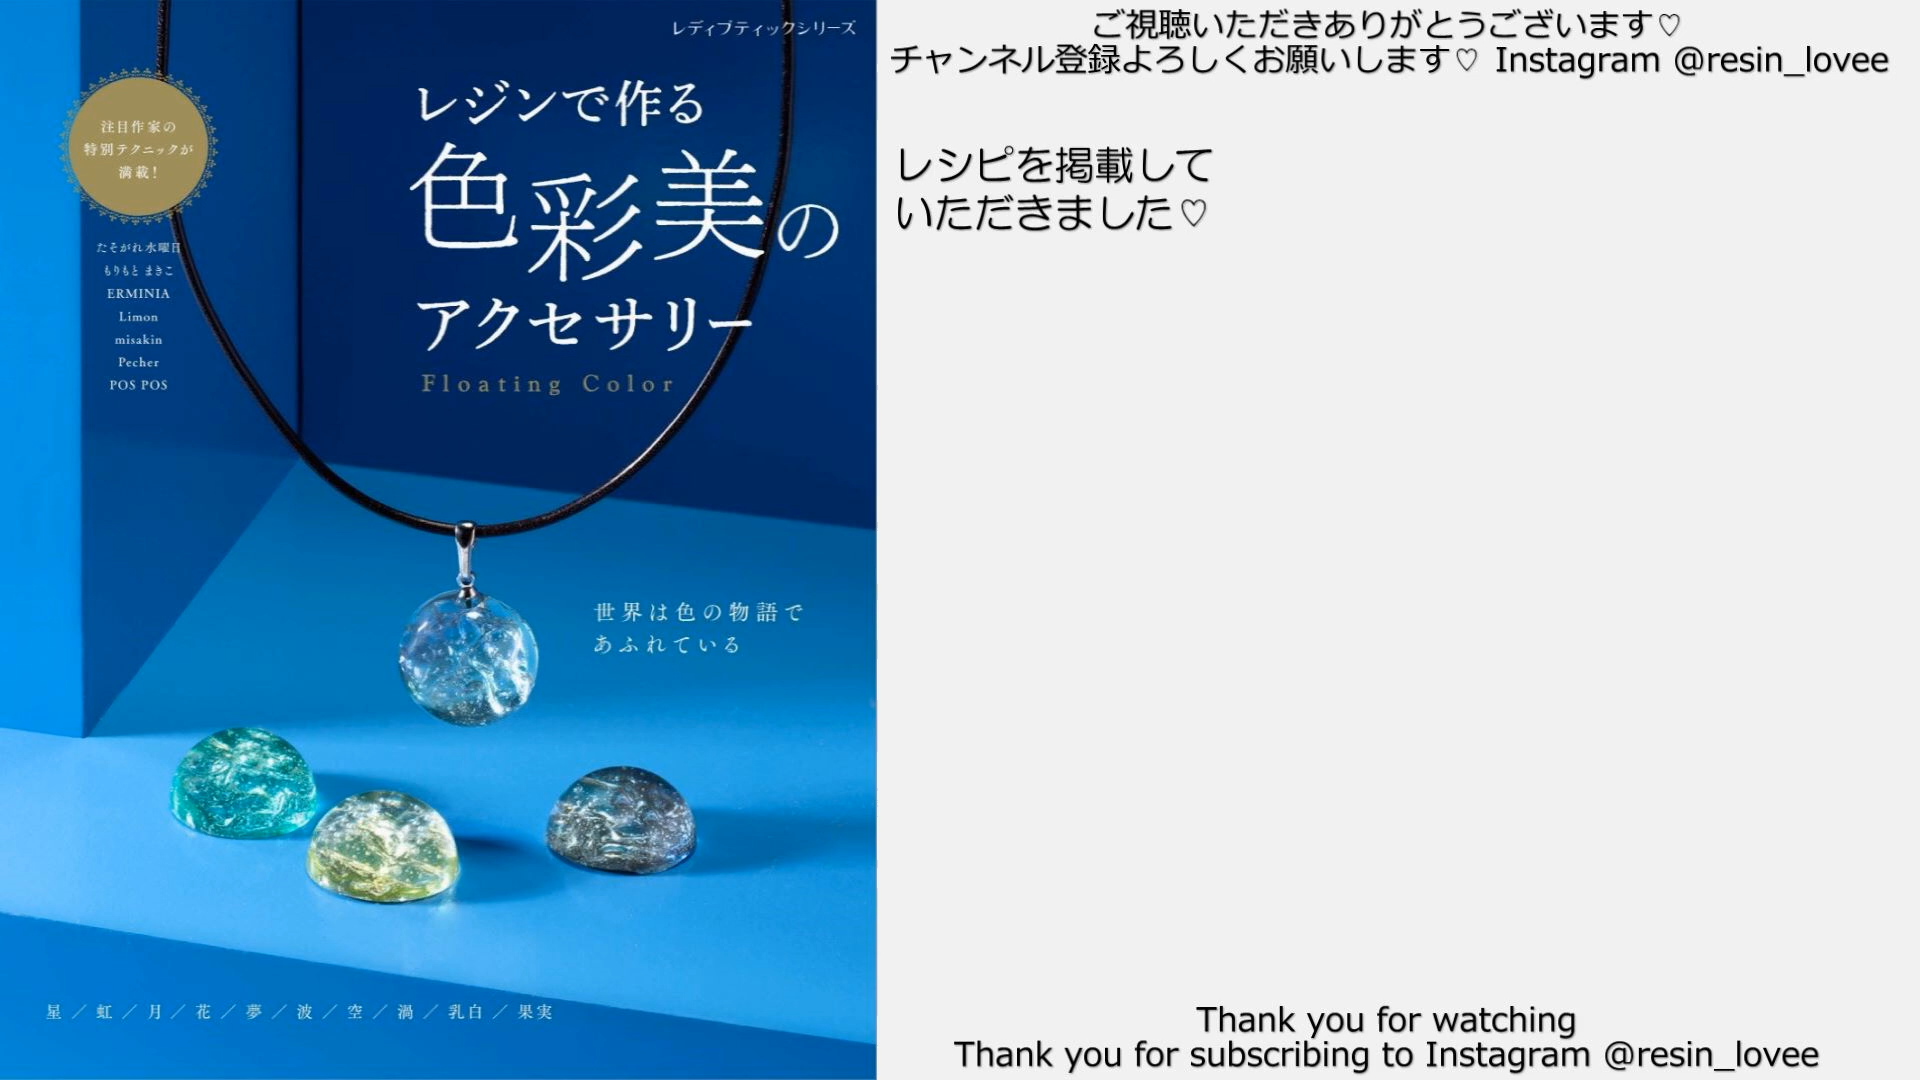 レディブティックシリーズ
注目作家の
特別テクニックが
満載!
たそがれ水曜日
もりもと まきこ
ERMINIA
Limon
misakin
Pecher
POS POS
レジンで作る
色彩美の
アクセサリー
Floating Color
世界は色の物語で
あふれている
星／虹／月／花／夢／波／空／渦／乳白／果実
ご視聴いただきありがとうございます♡
チャンネル登録よろしくお願いします♡ Instagram @resin_lovee
レシピを掲載して
いただきました♡
Thank you for watching
Thank you for subscribing to Instagram @resin_lovee